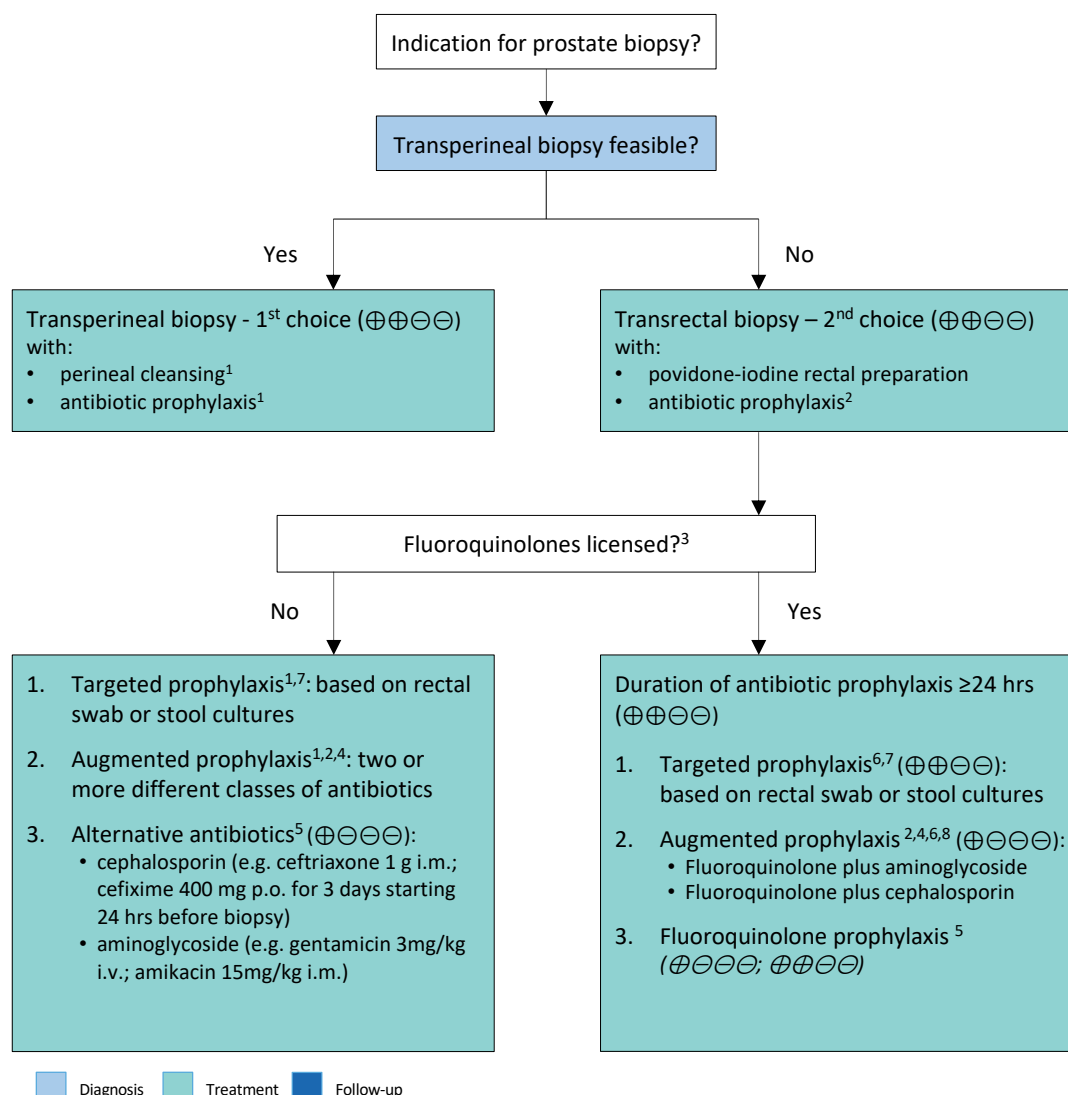 Indication for prostate biopsy?
Transperineal biopsy feasible?
Yes
No
Transperineal biopsy - 1st choice (⊕⊕⊖⊖)
with:
• perineal cleansing1
• antibiotic prophylaxis1
Transrectal biopsy – 2nd choice (⊕⊕⊖⊖)
with:
• povidone-iodine rectal preparation
• antibiotic prophylaxis2
Fluoroquinolones licensed?3
No
Yes
1. Targeted prophylaxis1,7: based on rectal
swab or stool cultures
2. Augmented prophylaxis1,2,4: two or
more different classes of antibiotics
3. Alternative antibiotics5 (⊕⊖⊖⊖):
• cephalosporin (e.g. ceftriaxone 1 g i.m.;
cefixime 400 mg p.o. for 3 days starting
24 hrs before biopsy)
• aminoglycoside (e.g. gentamicin 3mg/kg
i.v.; amikacin 15mg/kg i.m.)
Duration of antibiotic prophylaxis ≥24 hrs
(⊕⊕⊖⊖)
1. Targeted prophylaxis6,7 (⊕⊕⊖⊖):
based on rectal swab or stool cultures
2. Augmented prophylaxis 2,4,6,8 (⊕⊖⊖⊖):
• Fluoroquinolone plus aminoglycoside
• Fluoroquinolone plus cephalosporin
3. Fluoroquinolone prophylaxis 5
(⊕⊖⊖⊖; ⊕⊕⊖⊖)
Diagnosis Treatment Follow-up